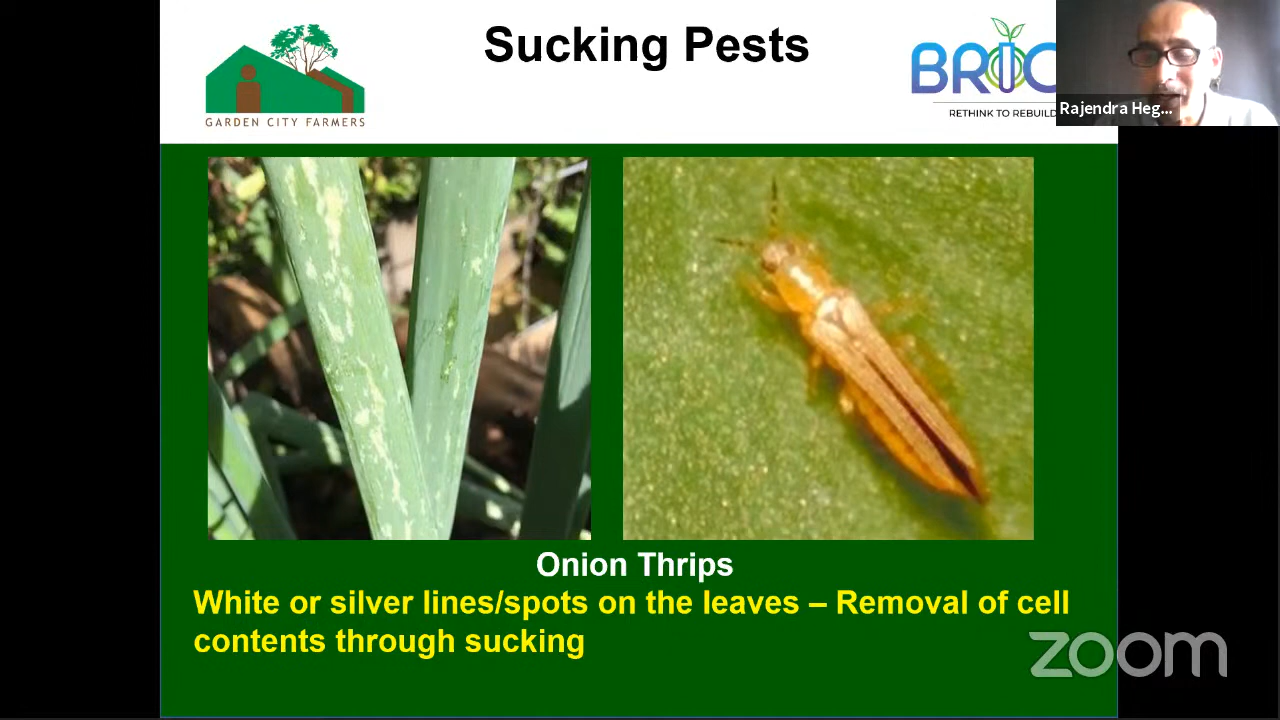 Sucking Pests
GARDEN CITY FARMERS
BRIC
RETHINK TO REBUILD
Rajendra Heg...
Onion Thrips
White or silver lines/spots on the leaves – Removal of cell
contents through sucking
zoom